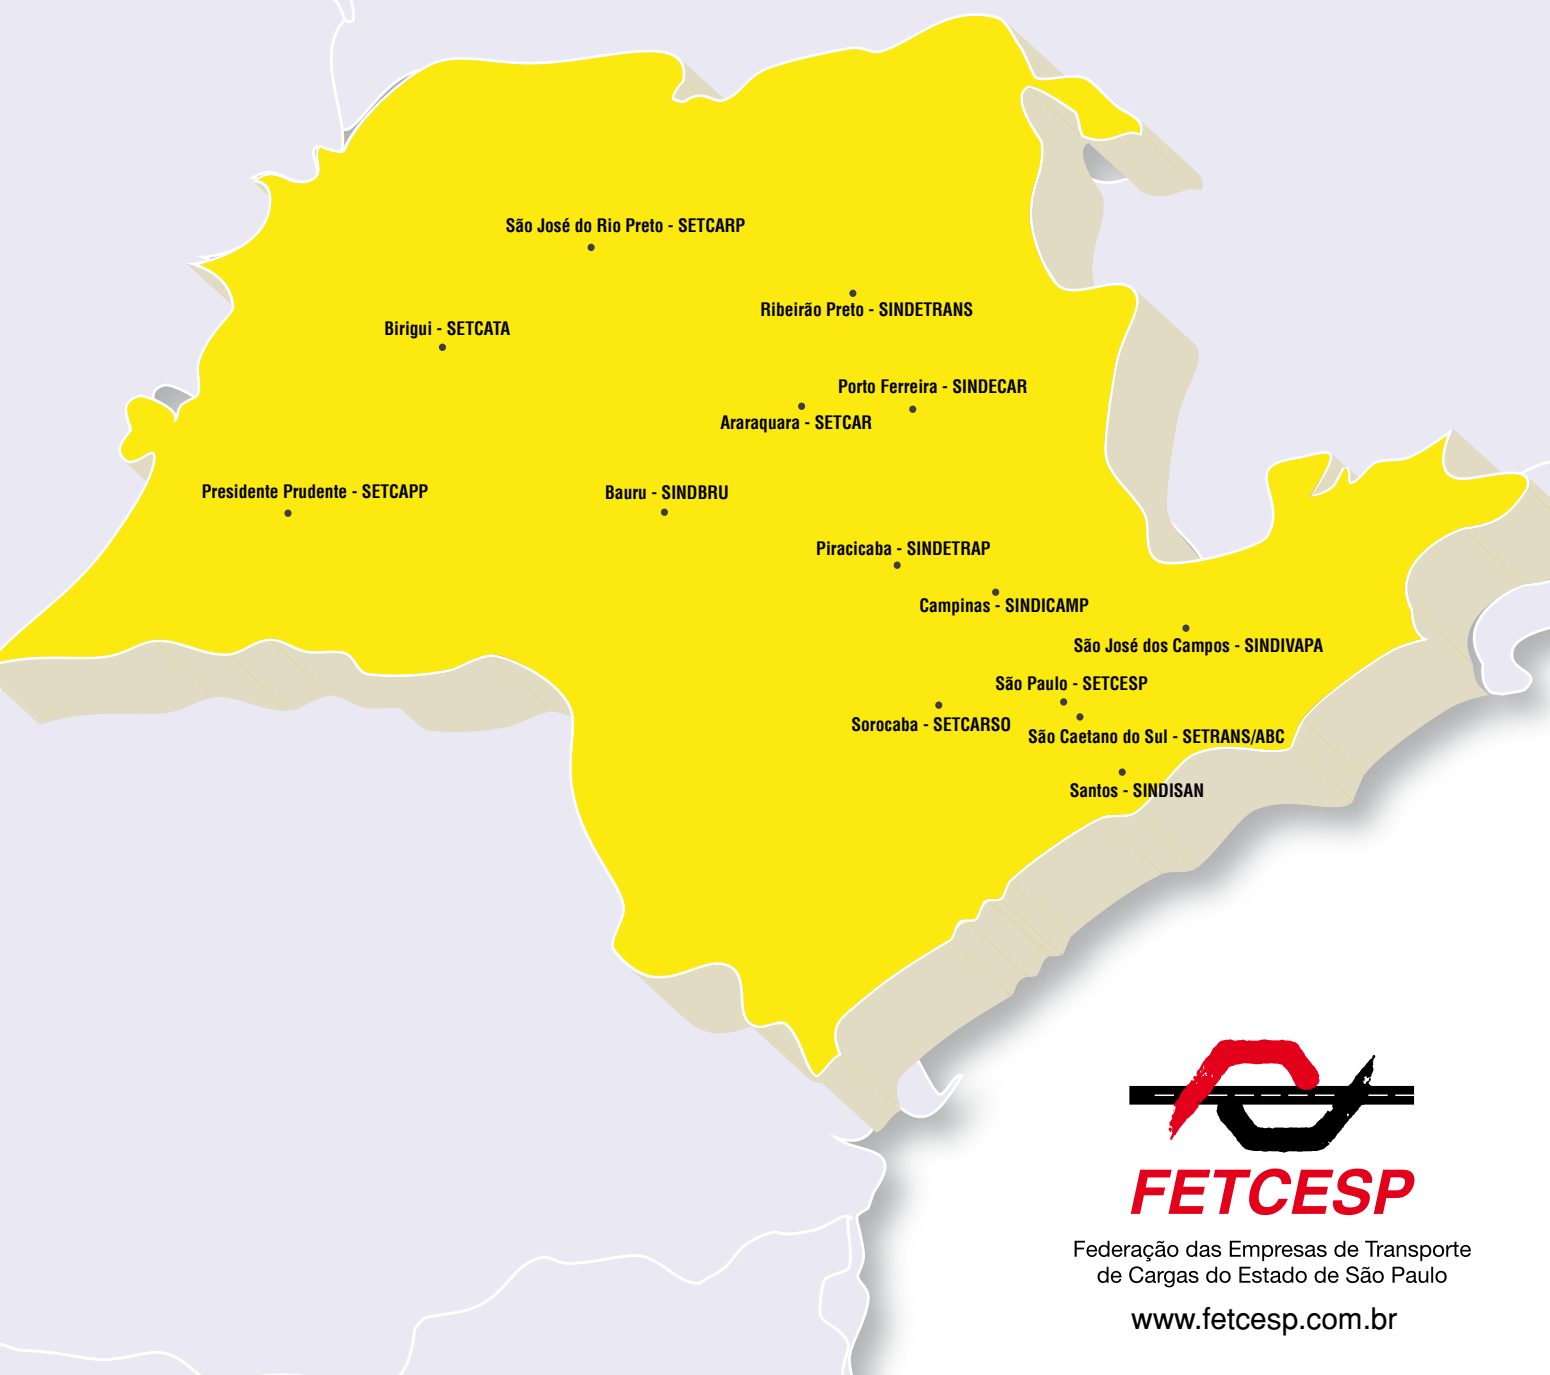 São José do Rio Preto - SETCARP
Ribeirão Preto - SINDETRANS
Birigui - SETCATA
Porto Ferreira - SINDECAR
Araraquara - SETCAR
Presidente Prudente - SETCAPP
Bauru - SINDBRU
Piracicaba - SINDETRAP
Campinas - SINDICAMP
São José dos Campos - SINDIVAPA
São Paulo - SETCESP
Sorocaba - SETCARSO
São Caetano do Sul - SETRANS/ABC
Santos - SINDISAN
FETCESP
Federação das Empresas de Transporte
de Cargas do Estado de São Paulo
www.fetcesp.com.br